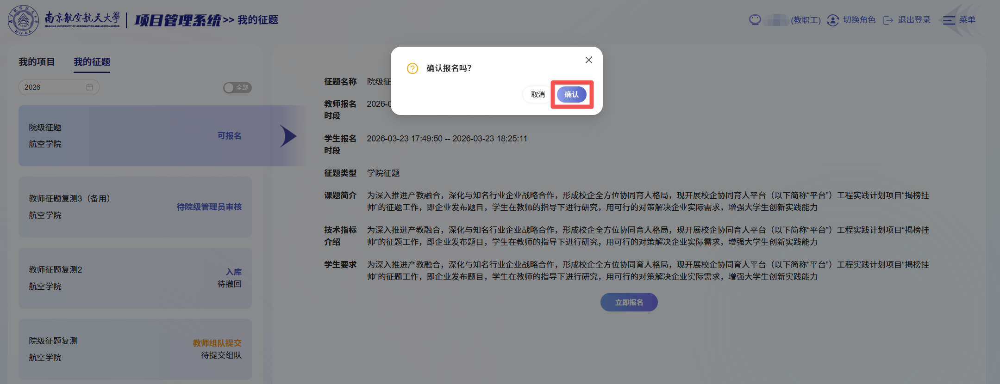 南京航空航天大學
NANJING UNIVERSITY OF AERONAUTICS AND ASTRONAUTICS
1952
NUAA
项目管理系统>> 我的征题
(教职工) 切换角色 退出登录 菜单
我的项目 我的征题
2026 全部
院级征题
航空学院
可报名
教师征题复测3（备用）
航空学院
待院级管理员审核
教师征题复测2
航空学院
入库
待撤回
院级征题复测
航空学院
教师组队提交
待提交组队
确认报名吗？
取消 确认
征题名称 院级征
教师报名时段 2026-0
学生报名时段 2026-03-23 17:49:50 -- 2026-03-23 18:25:11
征题类型 学院征题
课题简介 为深入推进产教融合，深化与知名行业企业战略合作，形成校企全方位协同育人格局，现开展校企协同育人平台（以下简称“平台”）工程实践计划项目“揭榜挂
帅”的征题工作，即企业发布题目，学生在教师的指导下进行研究，用可行的对策解决企业实际需求，增强大学生创新实践能力
技术指标介绍 为深入推进产教融合，深化与知名行业企业战略合作，形成校企全方位协同育人格局，现开展校企协同育人平台（以下简称“平台”）工程实践计划项目“揭榜挂
帅”的征题工作，即企业发布题目，学生在教师的指导下进行研究，用可行的对策解决企业实际需求，增强大学生创新实践能力
学生要求 为深入推进产教融合，深化与知名行业企业战略合作，形成校企全方位协同育人格局，现开展校企协同育人平台（以下简称“平台”）工程实践计划项目“揭榜挂
帅”的征题工作，即企业发布题目，学生在教师的指导下进行研究，用可行的对策解决企业实际需求，增强大学生创新实践能力
立即报名